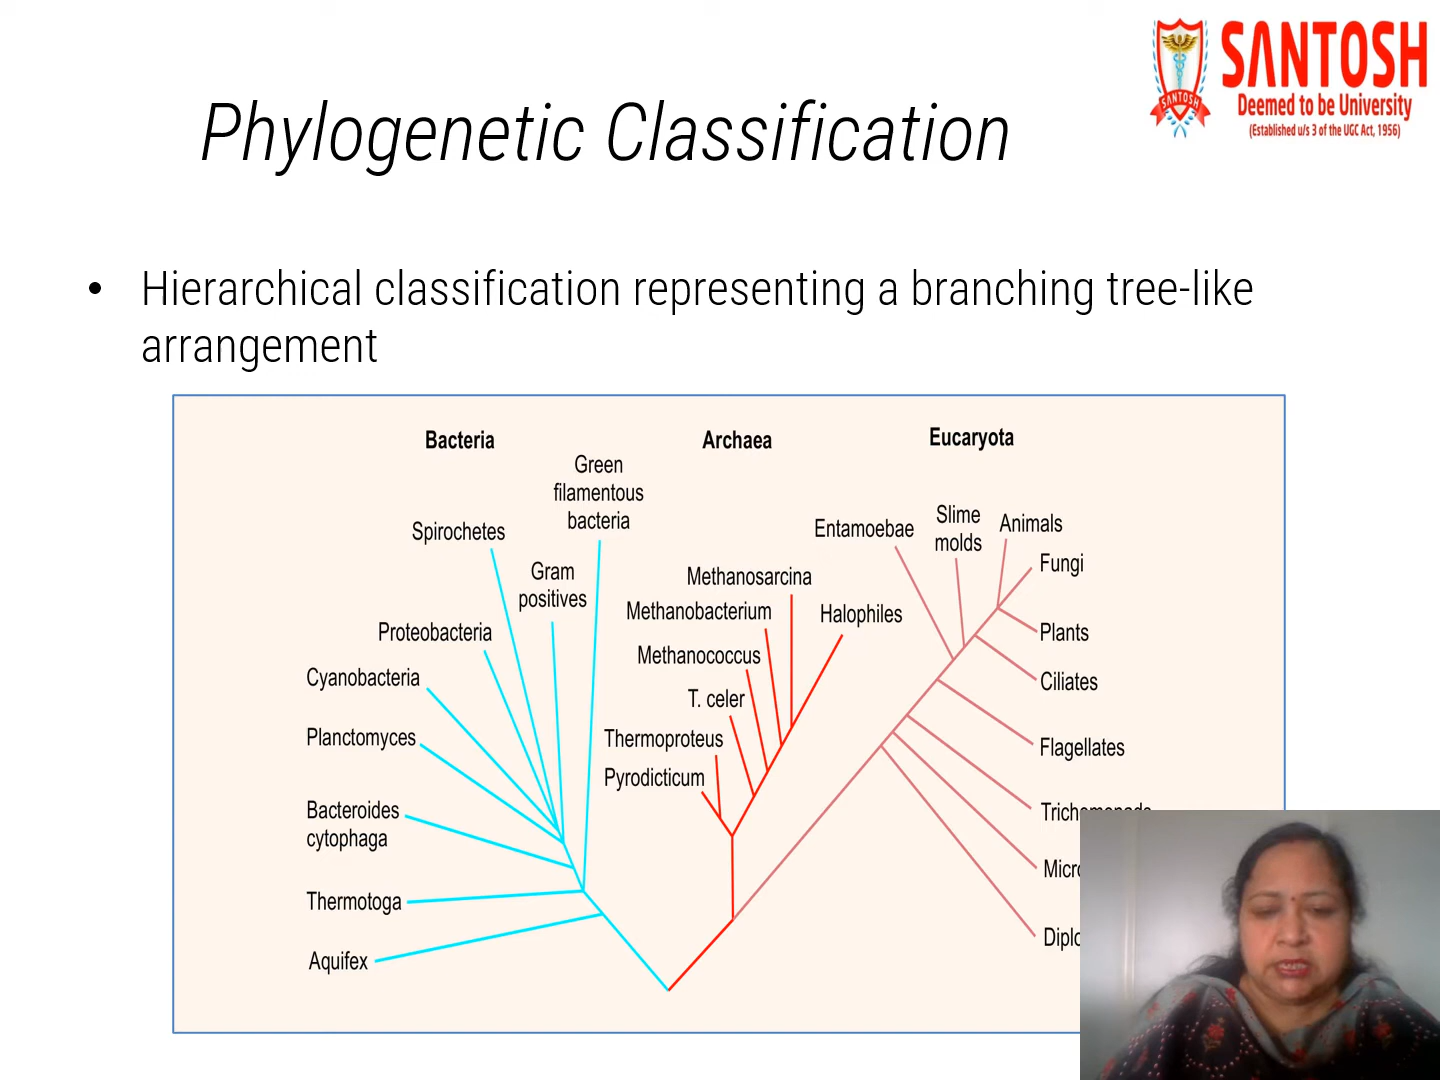 SANTOSH
Deemed to be University
(Established u/s 3 of the UGC Act, 1956)
SANTOSH
Phylogenetic Classification
• Hierarchical classification representing a branching tree-like
arrangement
Bacteria
Archaea
Eucaryota
Green
filamentous
bacteria
Spirochetes
Gram
positives
Proteobacteria
Cyanobacteria
Planctomyces
Bacteroides
cytophaga
Thermotoga
Aquifex
Methanosarcina
Methanobacterium
Halophiles
Methanococcus
T. celer
Thermoproteus
Pyrodicticum
Entamoebae
Slime
molds
Animals
Fungi
Plants
Ciliates
Flagellates